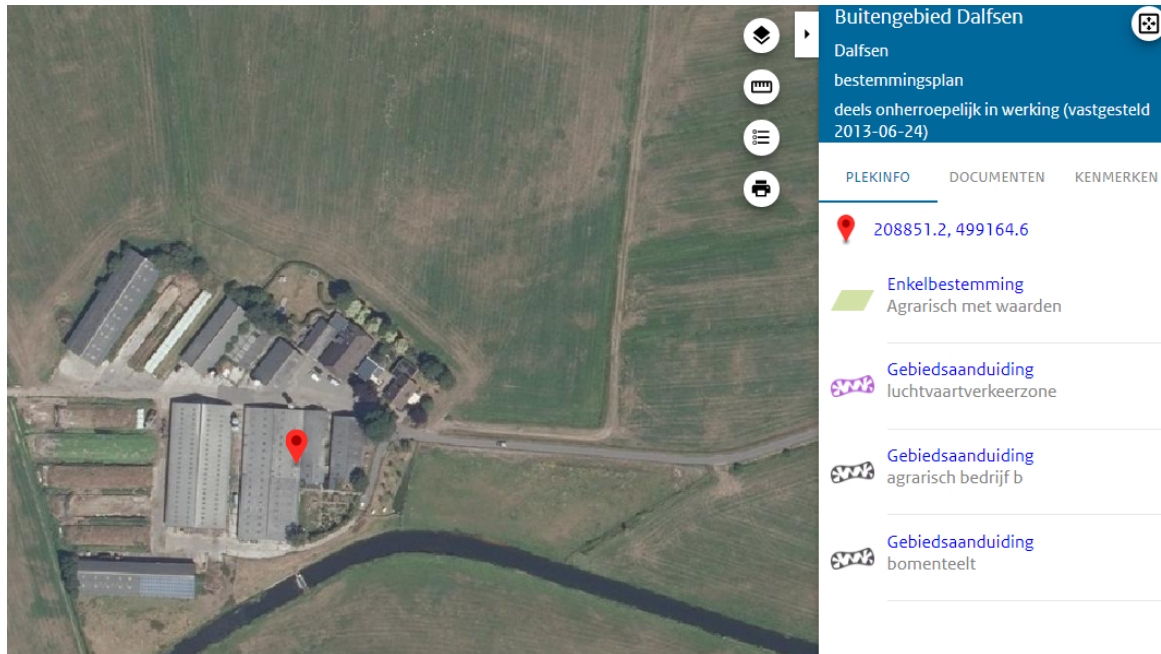 Buitengebied Dalfsen
Dalfsen
bestemmingsplan
deels onherroepelijk in werking (vastgesteld
2013-06-24)
PLEKINFO DOCUMENTEN KENMERKEN
208851.2, 499164.6
Enkelbestemming
Agrarisch met waarden
Gebiedsaanduiding
luchtvaartverkeerzone
Gebiedsaanduiding
agrarisch bedrijf b
Gebiedsaanduiding
bomenteelt